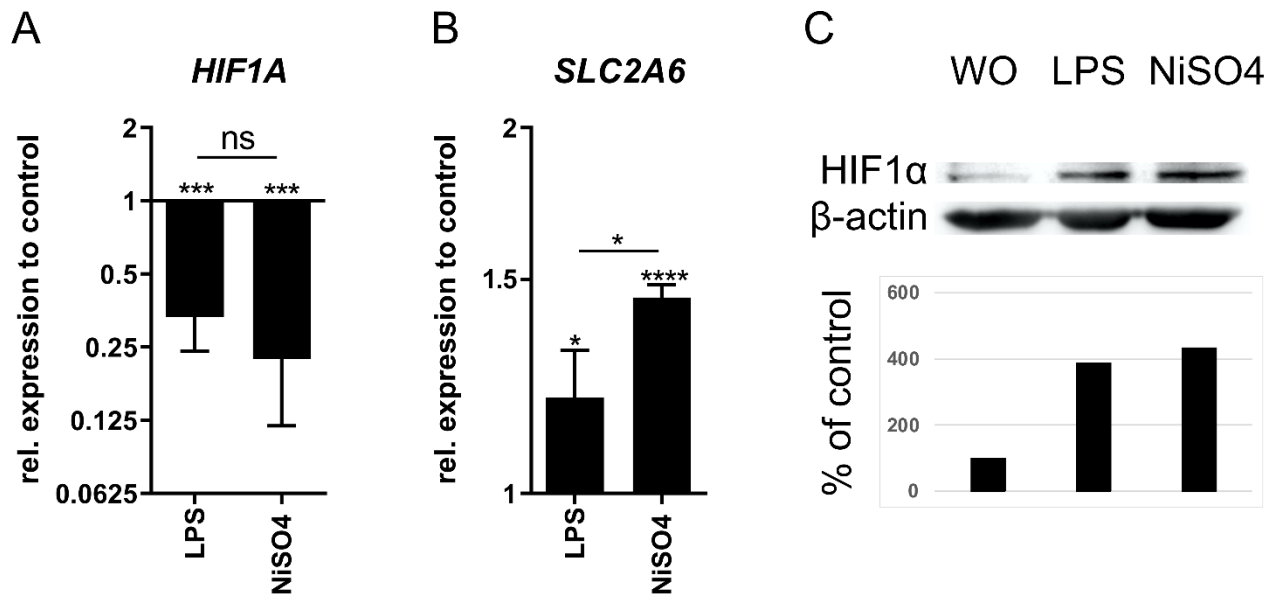 A
HIF1A
rel. expression to control
2
1
0.5
0.25
0.125
0.0625
ns
***
***
LPS
NiSO4
B
SLC2A6
rel. expression to control
2
1.5
1
*
*
****
LPS
NiSO4
C
WO LPS NiSO4
HIF1α
β-actin
% of control
600
400
200
0